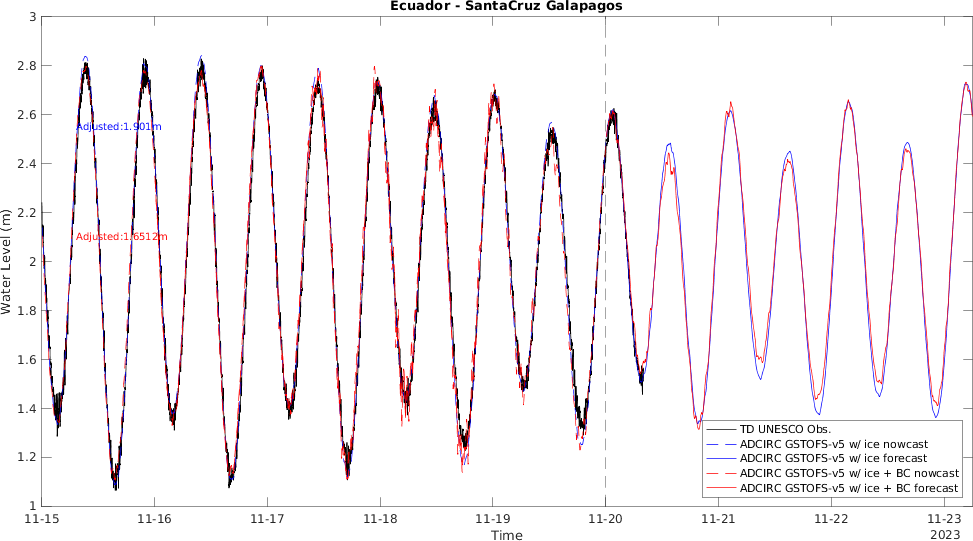 Ecuador - SantaCruz Galapagos
3
2.8
2.6
2.4
2.2
2
1.8
1.6
1.4
1.2
1
Water Level (m)
Adjusted:1.901m
Adjusted:1.6512m
TD UNESCO Obs.
ADCIRC GSTOFS-v5 w/ ice nowcast
ADCIRC GSTOFS-v5 w/ ice forecast
ADCIRC GSTOFS-v5 w/ ice + BC nowcast
ADCIRC GSTOFS-v5 w/ ice + BC forecast
11-15 11-16 11-17 11-18 11-19 11-20 11-21 11-22 11-23
Time
2023